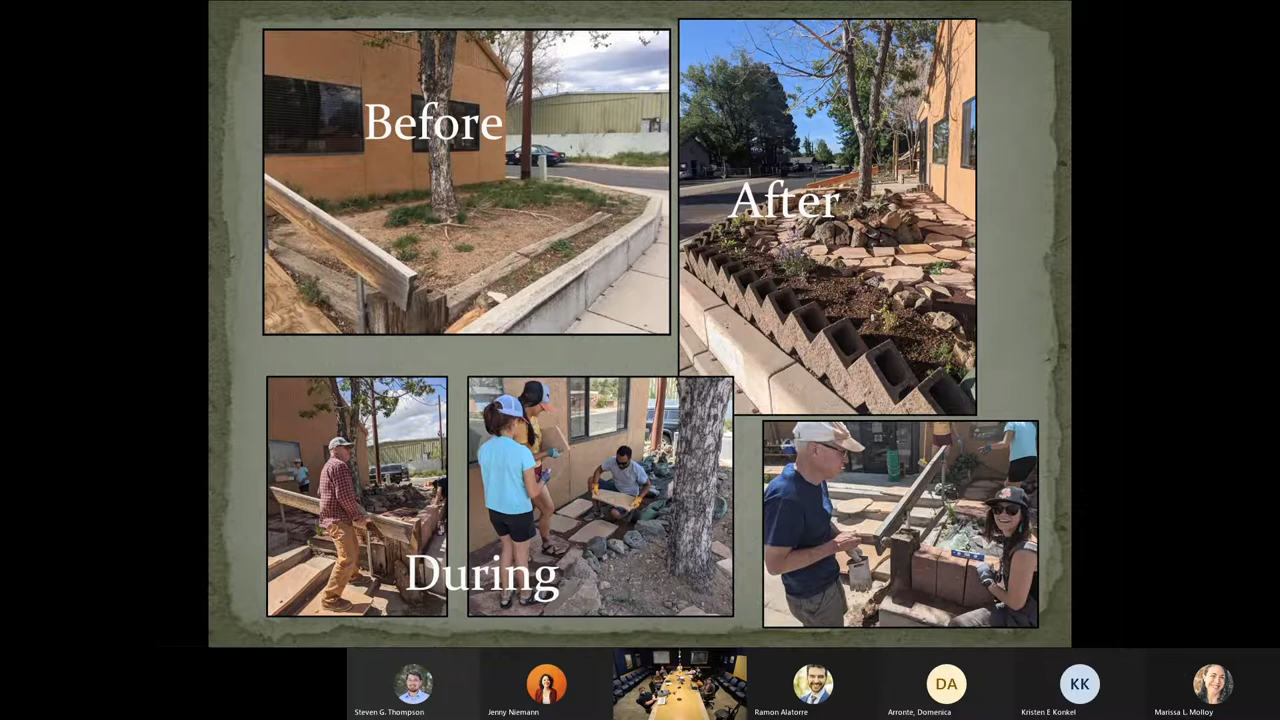 Before
After
During
Steven G. Thompson
Jenny Niemann
Ramon Alatorre
DA
Arronte, Domenica
KK
Kristen E Konkel
Marissa L. Molloy